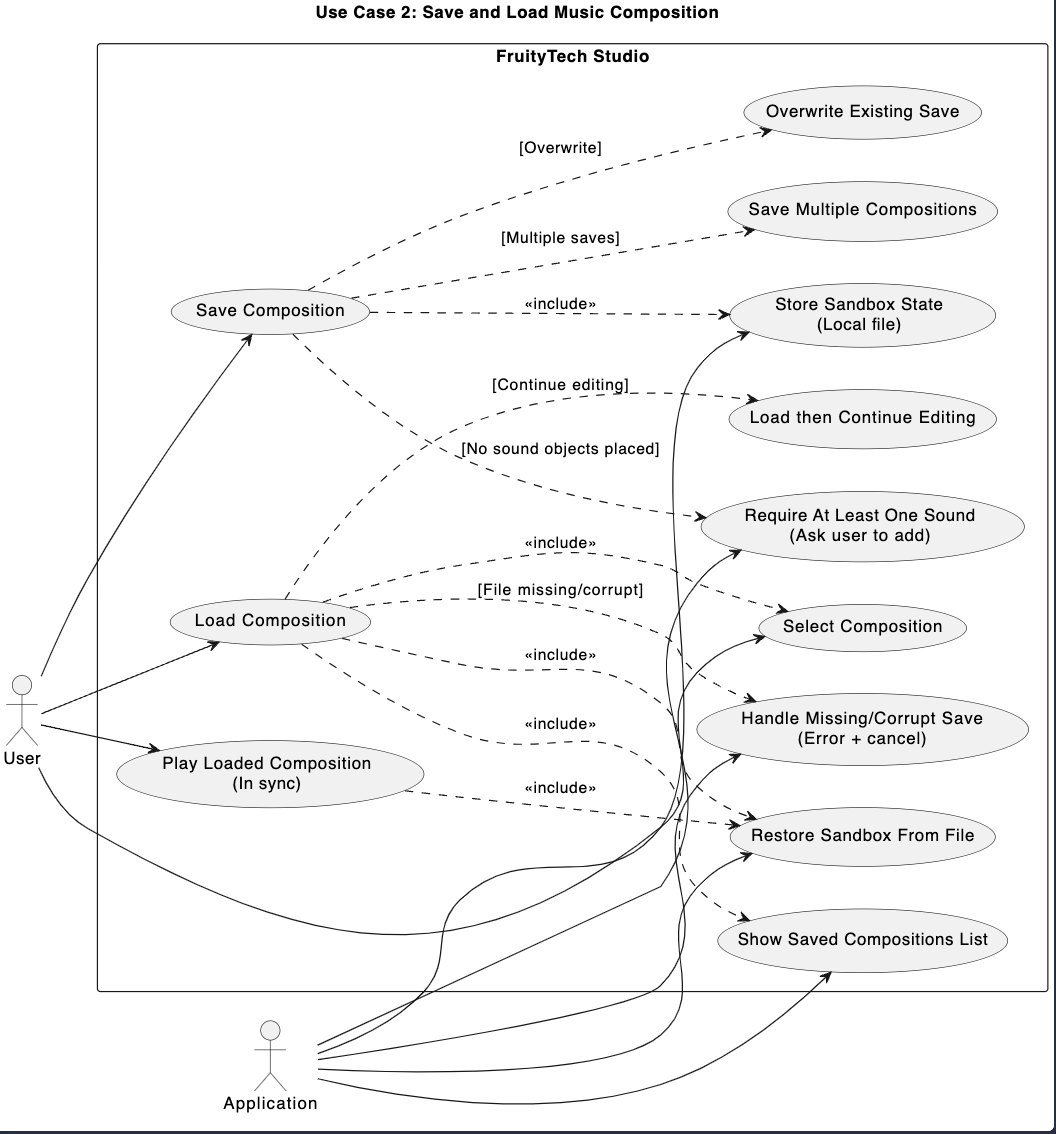 Use Case 2: Save and Load Music Composition
FruityTech Studio
Overwrite Existing Save
[Overwrite]
Save Multiple Compositions
[Multiple saves]
Save Composition
«include»
Store Sandbox State
(Local file)
[Continue editing]
Load then Continue Editing
[No sound objects placed]
Require At Least One Sound
(Ask user to add)
«include»
[File missing/corrupt]
Load Composition
Select Composition
«include»
Handle Missing/Corrupt Save
(Error + cancel)
«include»
User
Play Loaded Composition
(In sync)
«include»
Restore Sandbox From File
Show Saved Compositions List
Application